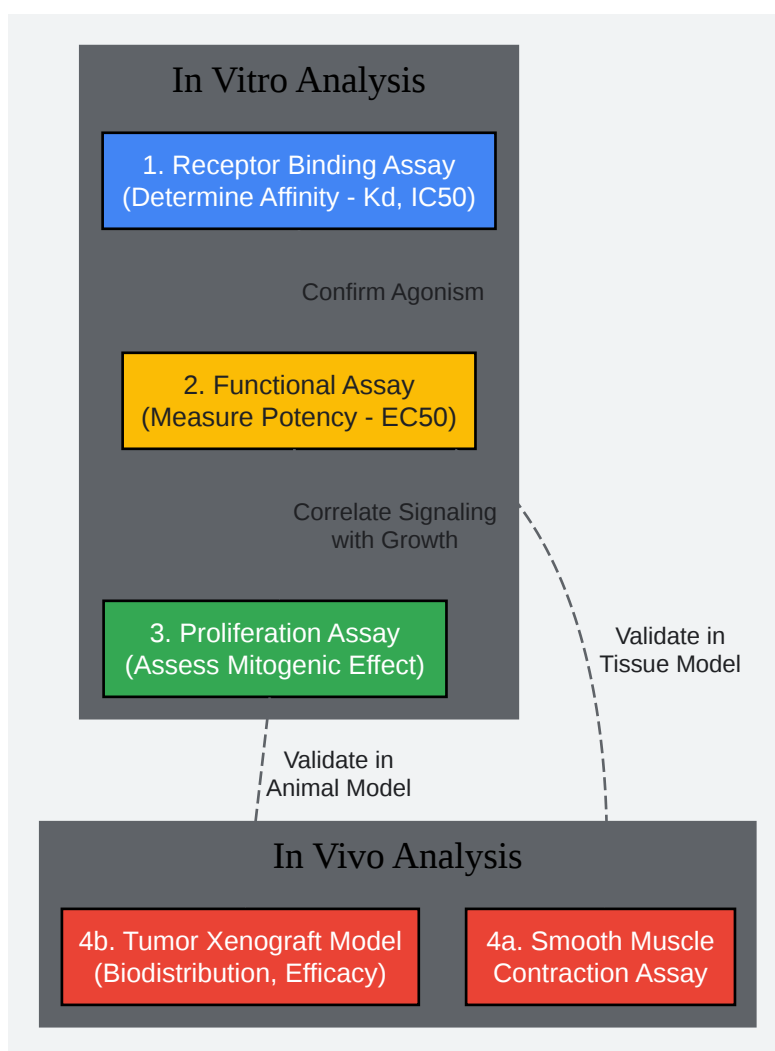 In Vitro Analysis
1. Receptor Binding Assay
(Determine Affinity - Kd, IC50)
Confirm Agonism
2. Functional Assay
(Measure Potency - EC50)
Correlate Signaling
with Growth
3. Proliferation Assay
(Assess Mitogenic Effect)
Validate in
Tissue Model
Validate in
Animal Model
In Vivo Analysis
4b. Tumor Xenograft Model
(Biodistribution, Efficacy)
4a. Smooth Muscle
Contraction Assay